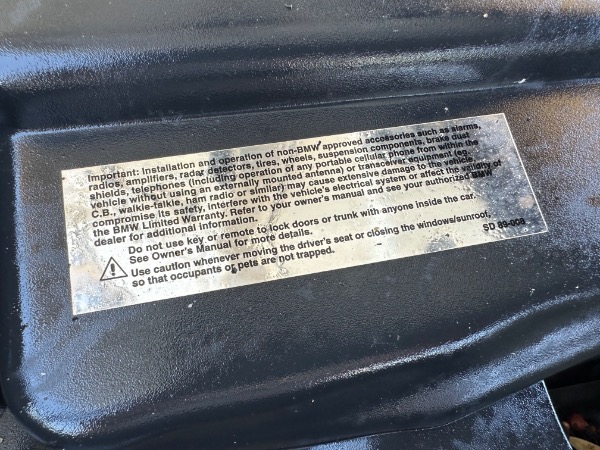 Important: Installation and operation of non-BMW approved accessories such as alarms,
radios, amplifiers, radar detectors, tires, wheels, suspension components, brake dust
shields, telephones (including operation of any portable cellular phone from within the
vehicle without using an externally mounted antenna) or transceiver equipment (eg.
C.B., walkie-talkie, ham radio or similar) may cause extensive damage to the vehicle,
compromise its safety, interfere with the vehicle's electrical system or affect the validity of
the BMW Limited Warranty. Refer to your owner's manual and see your authorized BMW
dealer for additional information.
Do not use key or remote to lock doors or trunk with anyone inside the car.
See Owner's Manual for more details.
Use caution whenever moving the driver's seat or closing the windows/sunroof,
so that occupants or pets are not trapped.
SD 89-008